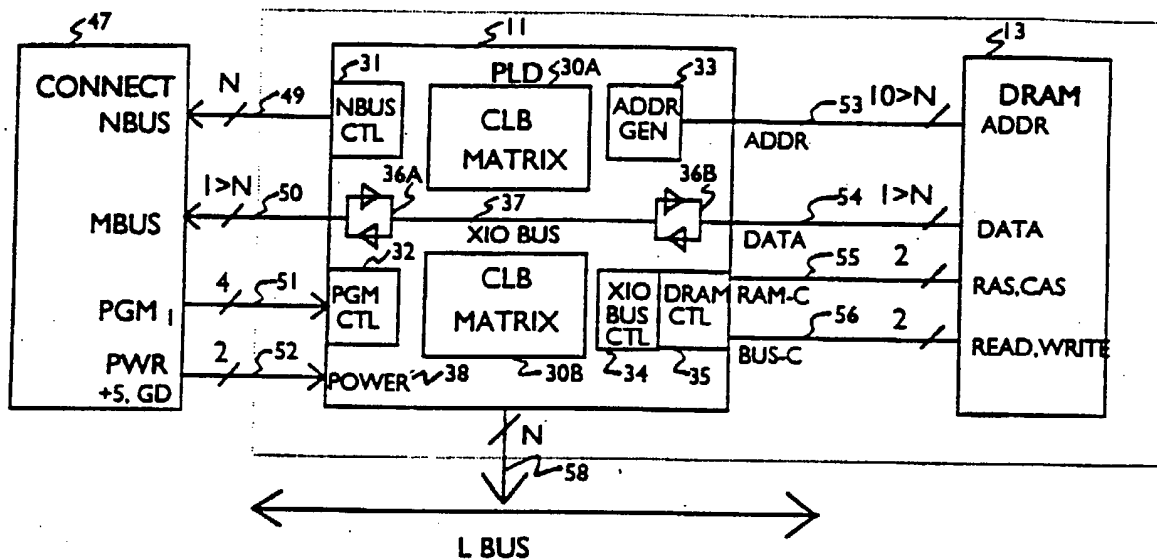 47
CONNECT
NBUS
MBUS
PGM 1
PWR
+5, GD
N
49
1>N
50
4
51
2
52
11
PLD
31
NBUS
CTL
30A
CLB
MATRIX
33
ADDR
GEN
36A
37
XIO BUS
36B
32
PGM
CTL
CLB
MATRIX
30B
XIO
BUS
CTL
34
DRAM
CTL
35
POWER
38
53
10>N
ADDR
54
1>N
DATA
55
2
RAM-C
56
2
BUS-C
13
DRAM
ADDR
DATA
RAS,CAS
READ,WRITE
N
58
L BUS